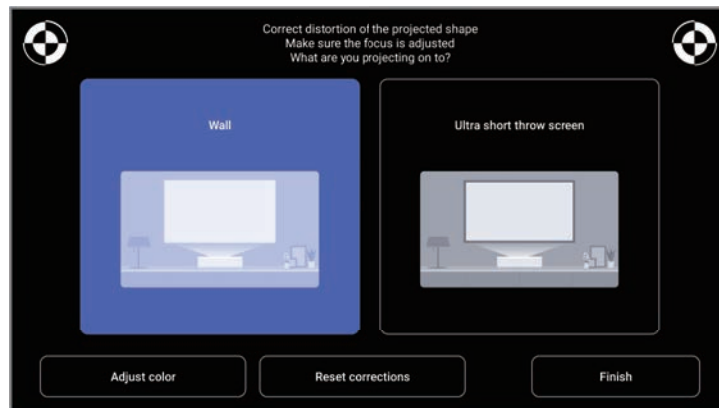 Correct distortion of the projected shape
Make sure the focus is adjusted
What are you projecting on to?
Wall
Ultra short throw screen
Adjust color
Reset corrections
Finish